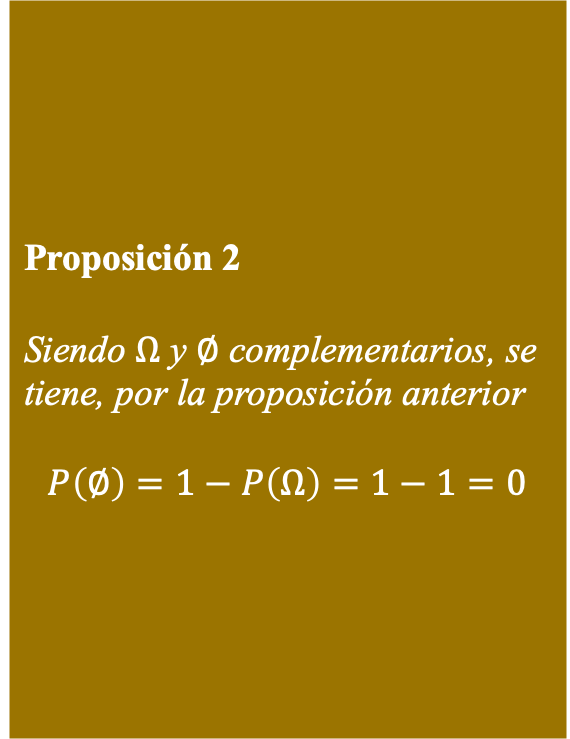 Proposición 2
Siendo Ω y ∅ complementarios, se
tiene, por la proposición anterior
P(∅) = 1 − P(Ω) = 1 − 1 = 0